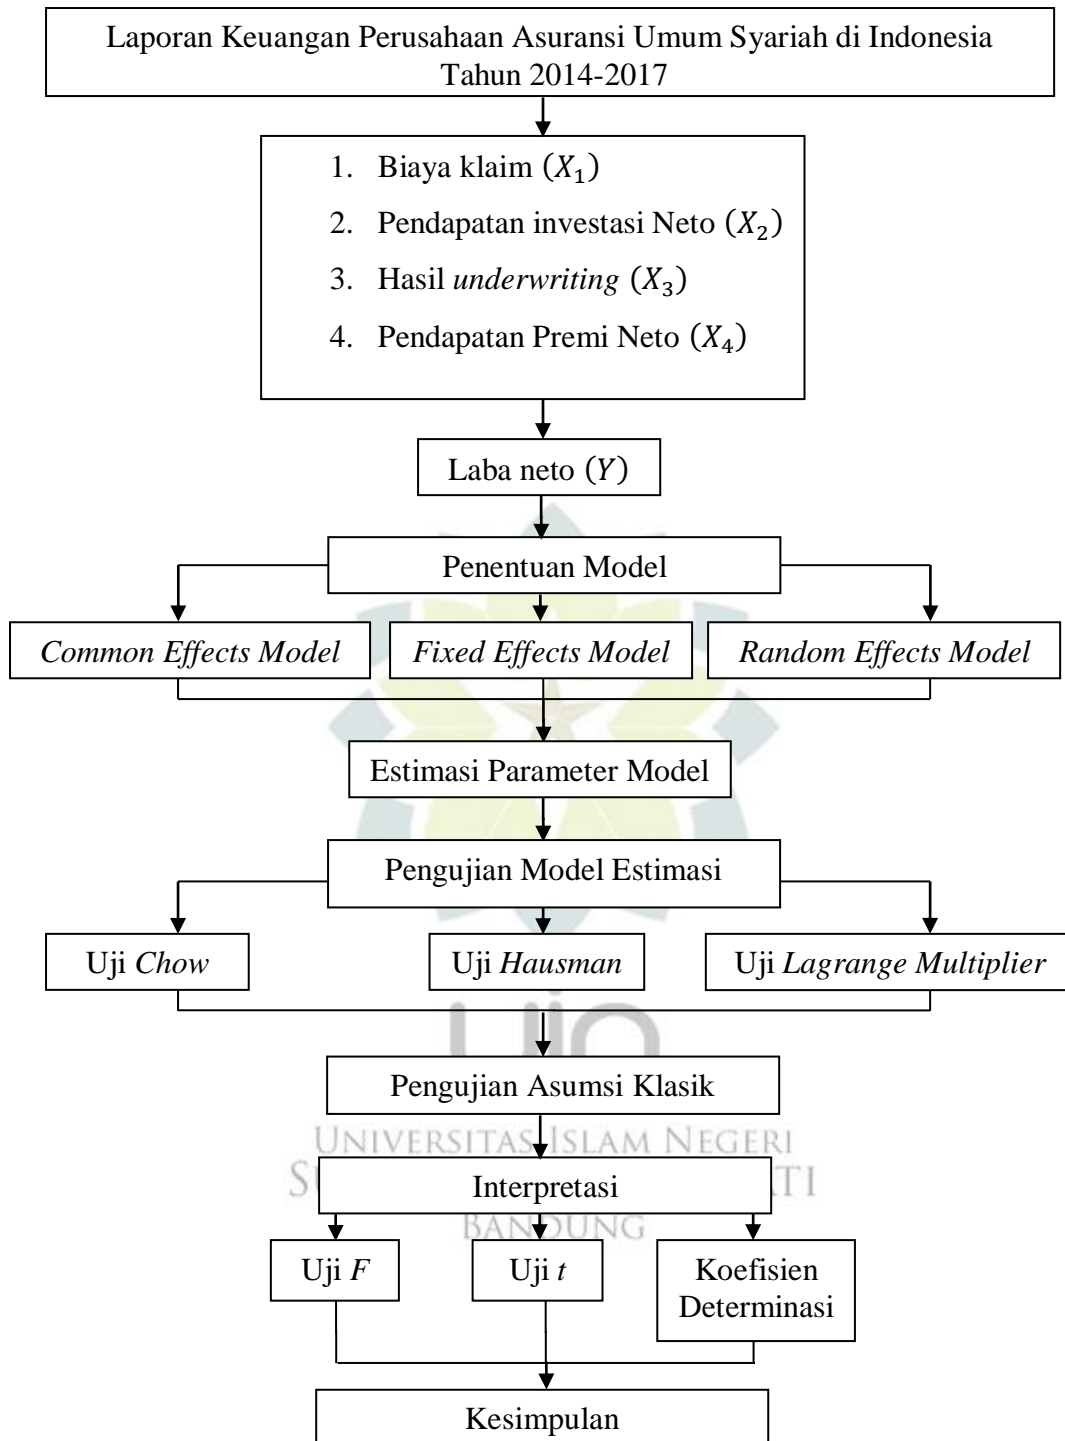 Laporan Keuangan Perusahaan Asuransi Umum Syariah di Indonesia
Tahun 2014-2017
1. Biaya klaim (X₁)
2. Pendapatan investasi Neto (X₂)
3. Hasil underwriting (X₃)
4. Pendapatan Premi Neto (X₄)
Laba neto (Y)
Penentuan Model
Common Effects Model
Fixed Effects Model
Random Effects Model
Estimasi Parameter Model
Pengujian Model Estimasi
Uji Chow
Uji Hausman
Uji Lagrange Multiplier
uin
Pengujian Asumsi Klasik
UNIVERSITAS ISLAM NEGERI
Interpretasi
BANDUNG
Uji F
Uji t
Koefisien
Determinasi
Kesimpulan